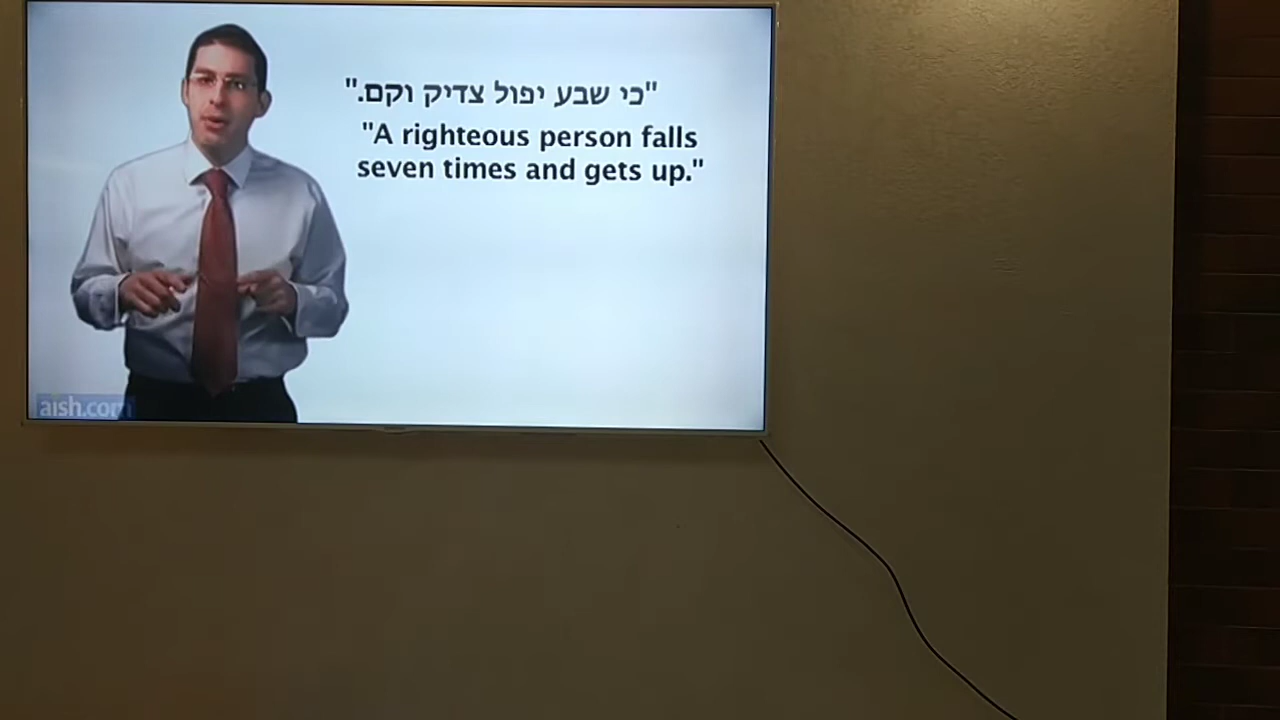 "כי שבע יפול צדיק וקם."
"A righteous person falls
seven times and gets up."
aish.com